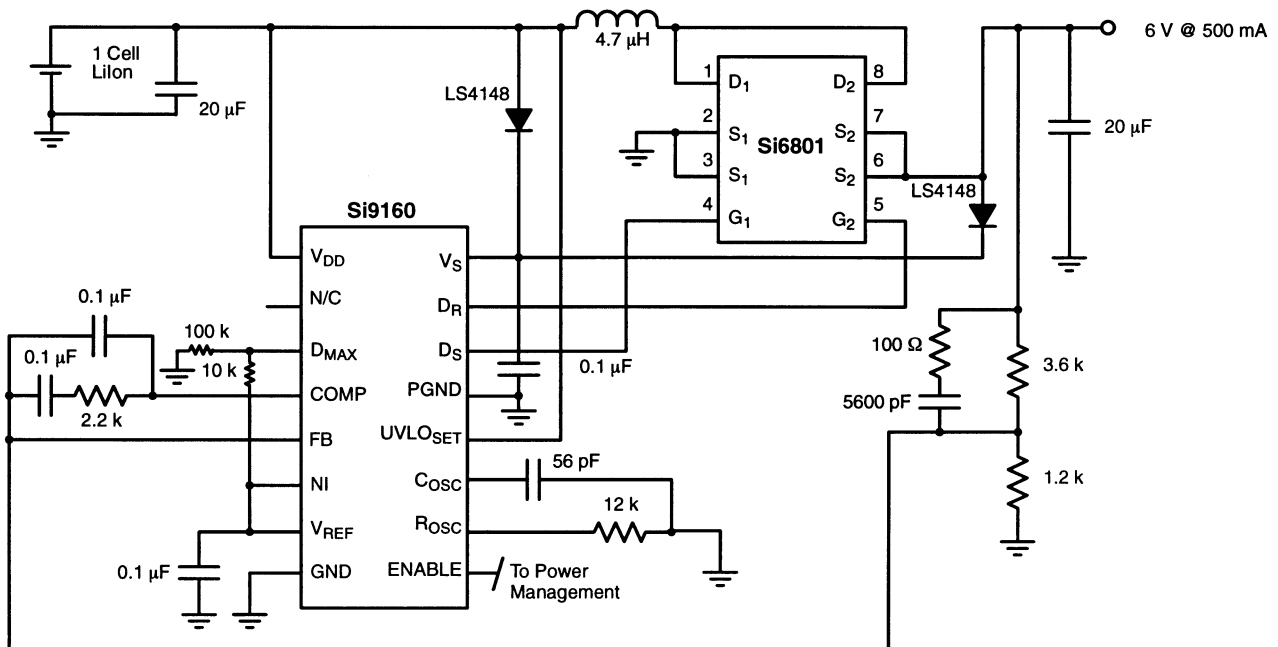 1 Cell
LiIon
20 µF
4.7 µH
6 V @ 500 mA
LS4148
1
D1
D2
8
2
S1
S2
7
Si6801
3
S1
S2
6
4
G1
G2
5
20 µF
LS4148
Si9160
VDD
VS
N/C
DR
0.1 µF
100 k
DMAX
DS
0.1 µF
10 k
0.1 µF
COMP
PGND
2.2 k
FB
UVLOSET
100 Ω
3.6 k
5600 pF
NI
COSC
56 pF
1.2 k
VREF
ROSC
12 k
0.1 µF
GND
ENABLE
To Power
Management